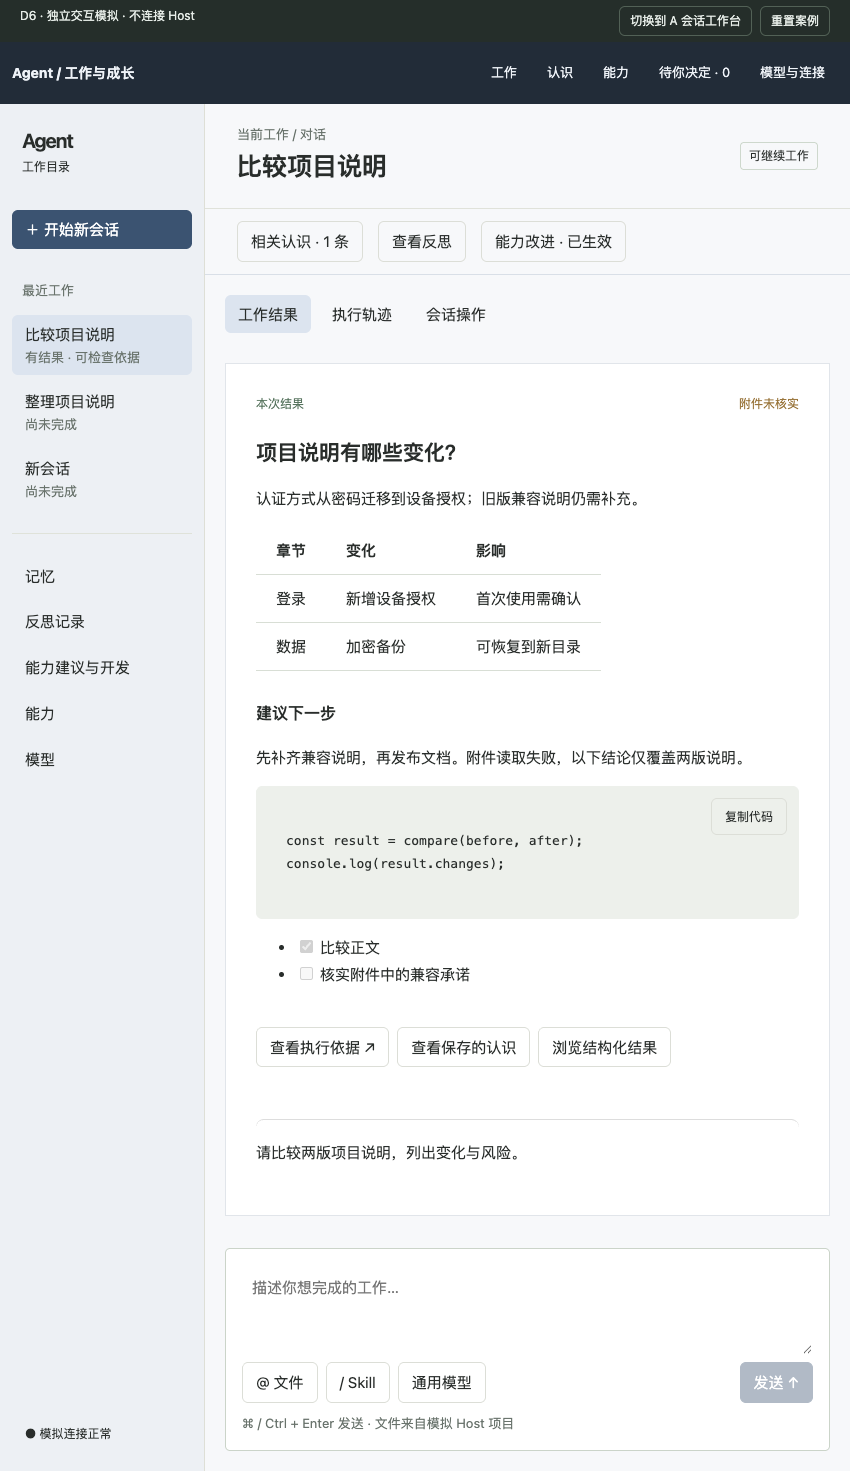 D6 · 独立交互模拟 · 不连接 Host
切换到 A 会话工作台
重置案例
Agent / 工作与成长
工作
认识
能力
待你决定 · 0
模型与连接
Agent
工作目录
+ 开始新会话
最近工作
比较项目说明
有结果 · 可检查依据
整理项目说明
尚未完成
新会话
尚未完成
记忆
反思记录
能力建议与开发
能力
模型
● 模拟连接正常
当前工作 / 对话
比较项目说明
可继续工作
相关认识 · 1 条
查看反思
能力改进 · 已生效
工作结果
执行轨迹
会话操作
本次结果
附件未核实
项目说明有哪些变化?
认证方式从密码迁移到设备授权；旧版兼容说明仍需补充。
章节 变化 影响
登录 新增设备授权 首次使用需确认
数据 加密备份 可恢复到新目录
建议下一步
先补齐兼容说明，再发布文档。附件读取失败，以下结论仅覆盖两版说明。
复制代码
const result = compare(before, after);
console.log(result.changes);
比较正文
核实附件中的兼容承诺
查看执行依据 ↗
查看保存的认识
浏览结构化结果
请比较两版项目说明，列出变化与风险。
描述你想完成的工作...
@ 文件
/ Skill
通用模型
发送 ↑
⌘ / Ctrl + Enter 发送 · 文件来自模拟 Host 项目